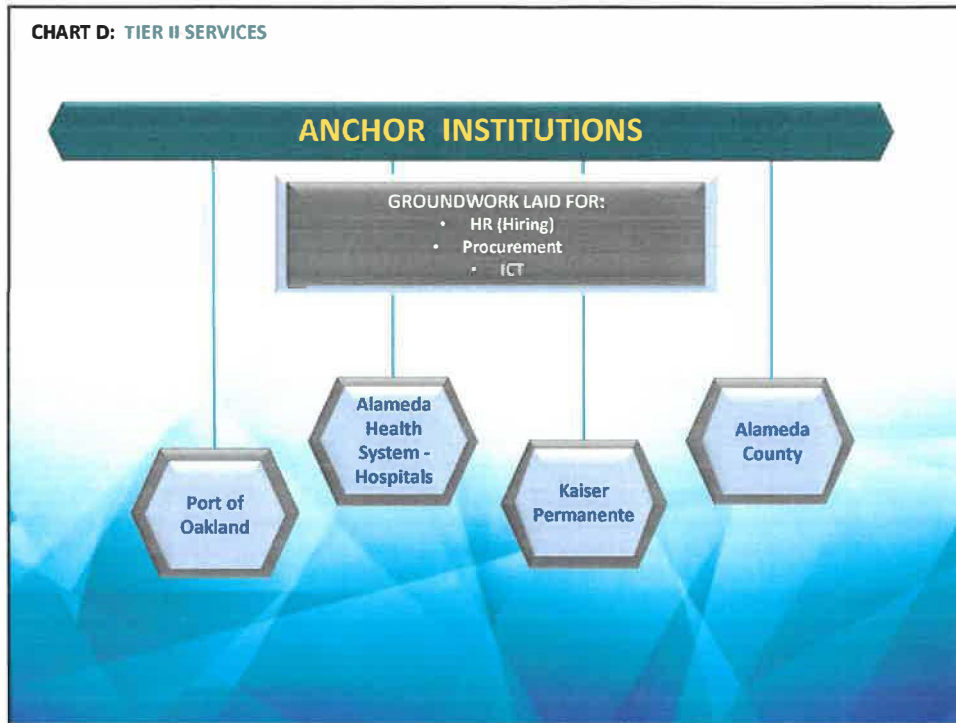 CHART D: TIER II SERVICES
ANCHOR INSTITUTIONS
GROUNDWORK LAID FOR:
• HR (Hiring)
• Procurement
• ICT
Port of
Oakland
Alameda
Health
System -
Hospitals
Kaiser
Permanente
Alameda
County